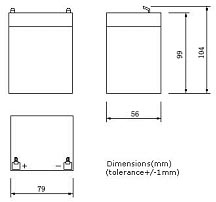 99
104
56
+ -
Dimensions(mm)
(tolerance+/-1mm)
79